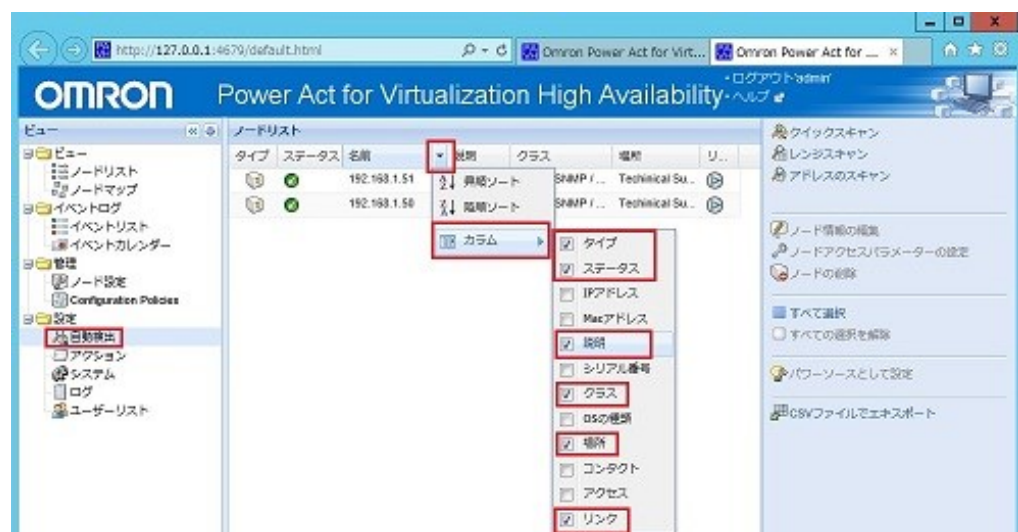 http://127.0.0.1:4679/default.html
Omron Power Act for Virt...
Omron Power Act for ...
OMRON
Power Act for Virtualization High Availability
ログアウト'admin'
ヘルプ
ビュー
ビュー
ノードリスト
ノードマップ
イベントログ
イベントリスト
イベントカレンダー
管理
ノード設定
Configuration Policies
設定
自動検出
アクション
システム
ログ
ユーザーリスト
ノードリスト
タイプ ステータス 名前 説明 クラス 場所 リ...
192.168.1.51 SNMP / ... Techinical Su...
192.168.1.50 SNMP / ... Techinical Su...
昇順ソート
降順ソート
カラム
タイプ
ステータス
IPアドレス
Macアドレス
説明
シリアル番号
クラス
OSの種類
場所
コンタクト
アクセス
リンク
クイックスキャン
レンジスキャン
アドレスのスキャン
ノード情報の編集
ノードアクセスパラメーターの設定
ノードの削除
すべて選択
すべての選択を解除
パワーソースとして設定
CSVファイルでエキスポート